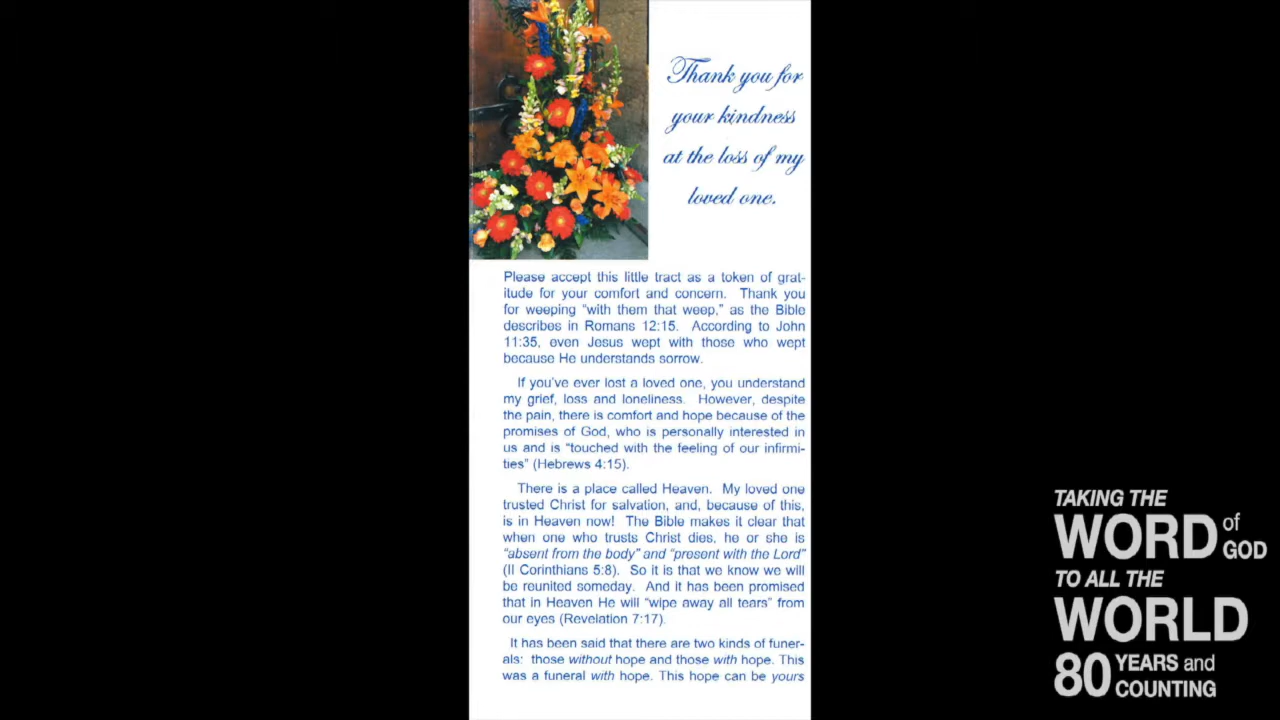 Thank you for
your kindness
at the loss of my
loved one.
Please accept this little tract as a token of grat-
itude for your comfort and concern. Thank you
for weeping “with them that weep,” as the Bible
describes in Romans 12:15. According to John
11:35, even Jesus wept with those who wept
because He understands sorrow.
If you’ve ever lost a loved one, you understand
my grief, loss and loneliness. However, despite
the pain, there is comfort and hope because of the
promises of God, who is personally interested in
us and is “touched with the feeling of our infirmi-
ties” (Hebrews 4:15).
There is a place called Heaven. My loved one
trusted Christ for salvation, and, because of this,
is in Heaven now! The Bible makes it clear that
when one who trusts Christ dies, he or she is
“absent from the body” and “present with the Lord”
(II Corinthians 5:8). So it is that we know we will
be reunited someday. And it has been promised
that in Heaven He will “wipe away all tears” from
our eyes (Revelation 7:17).
It has been said that there are two kinds of funer-
als: those without hope and those with hope. This
was a funeral with hope. This hope can be yours
TAKING THE
WORD of GOD
TO ALL THE
WORLD
80 YEARS and
COUNTING